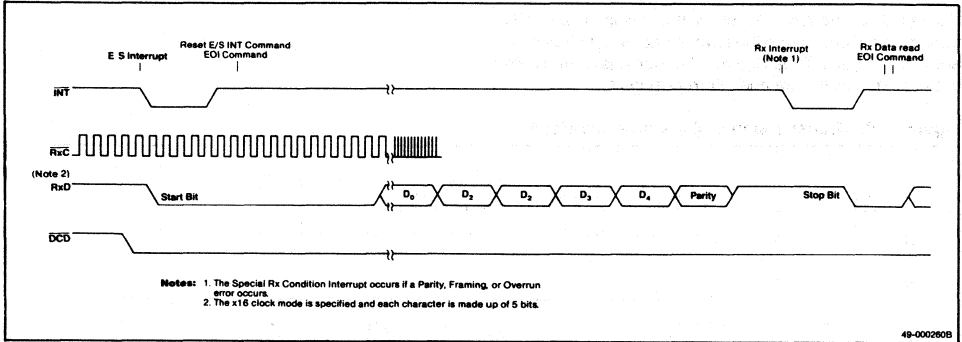 Reset E/S INT Command
E S Interrupt
EOI Command
Rx Interrupt
(Note 1)
Rx Data read
EOI Command
INT
RxC
(Note 2)
RxD
Start Bit
D0
D2
D2
D3
D4
Parity
Stop Bit
DCD
Notes: 1. The Special Rx Condition Interrupt occurs if a Parity, Framing, or Overrun
error occurs.
2. The x16 clock mode is specified and each character is made up of 5 bits.
49-000260B